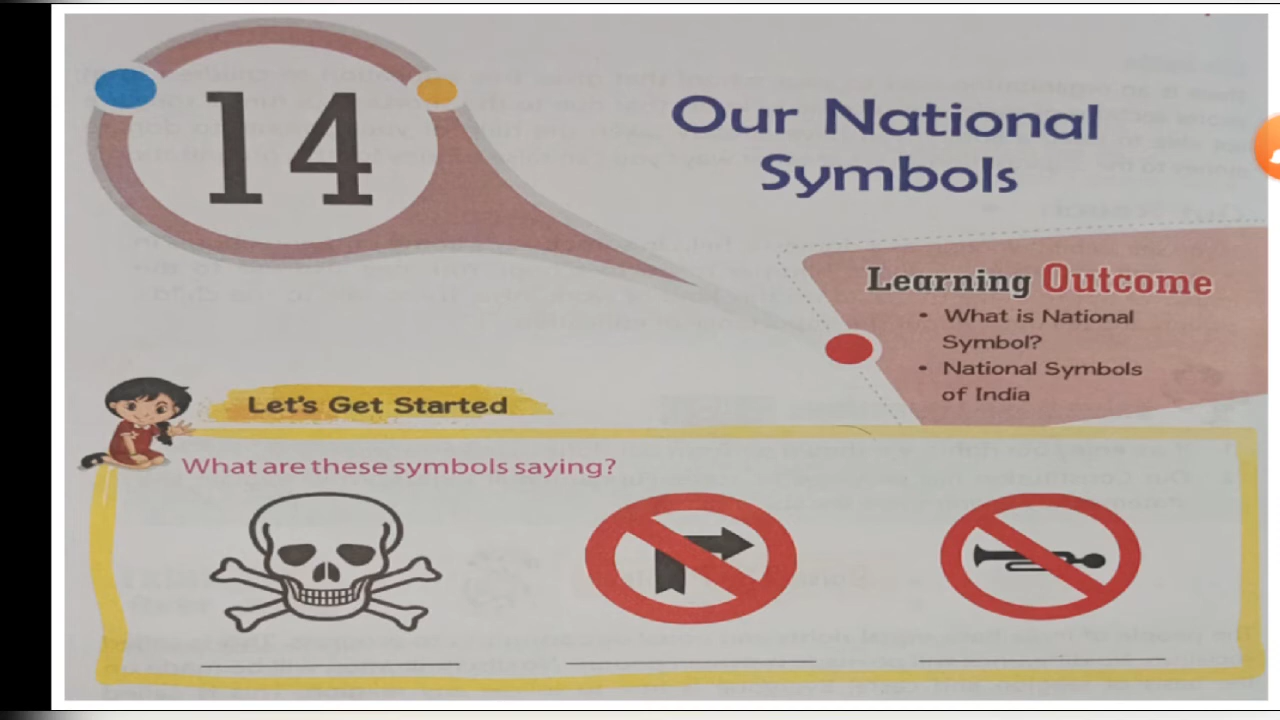 14
Our National
Symbols
Learning Outcome
• What is National
Symbol?
• National Symbols
of India
Let's Get Started
What are these symbols saying?